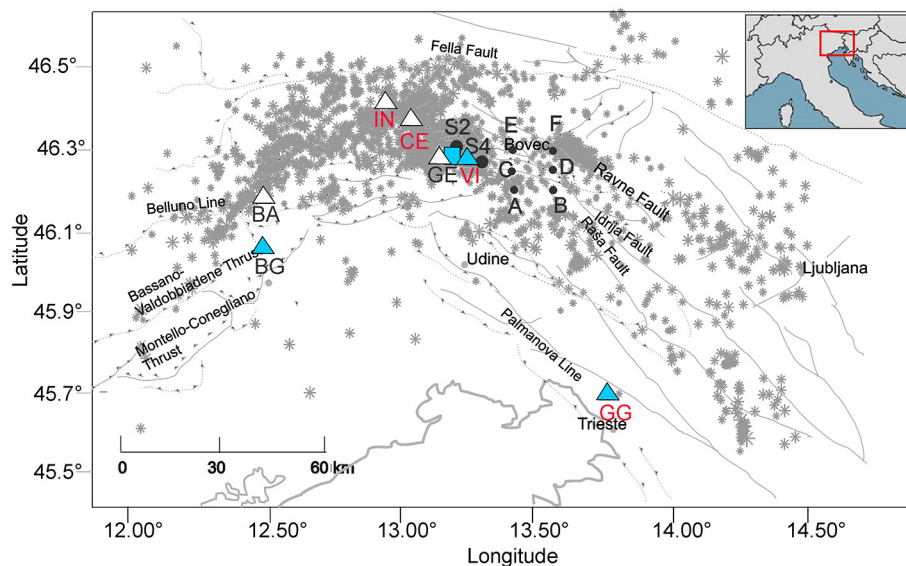 46.5°
46.3°
46.1°
45.9°
45.7°
45.5°
Latitude
Fella Fault
IN
CE
S2
E
F
Bovec
S4
GE
VI
C
D
A
B
Ravne Fault
Idrija Fault
Raša Fault
Belluno Line
BA
BG
Bassano-
Valdobbiadene Thrust
Montello-Conegliano
Thrust
Udine
Ljubljana
Palmanova Line
GG
Trieste
0 30 60 km
12.00° 12.50° 13.00° 13.50° 14.00° 14.50°
Longitude